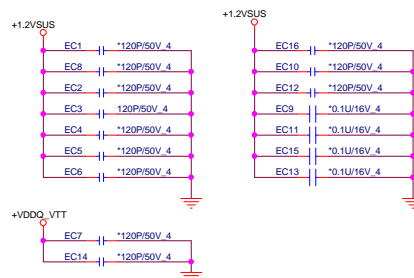 +1.2VSUS
EC1 *120P/50V_4
EC8 *120P/50V_4
EC2 *120P/50V_4
EC3 120P/50V_4
EC4 *120P/50V_4
EC5 *120P/50V_4
EC6 *120P/50V_4
+1.2VSUS
EC16 *120P/50V_4
EC10 *120P/50V_4
EC12 *120P/50V_4
EC9 *0.1U/16V_4
EC11 *0.1U/16V_4
EC15 *0.1U/16V_4
EC13 *0.1U/16V_4
+VDDQ_VTT
EC7 *120P/50V_4
EC14 *120P/50V_4